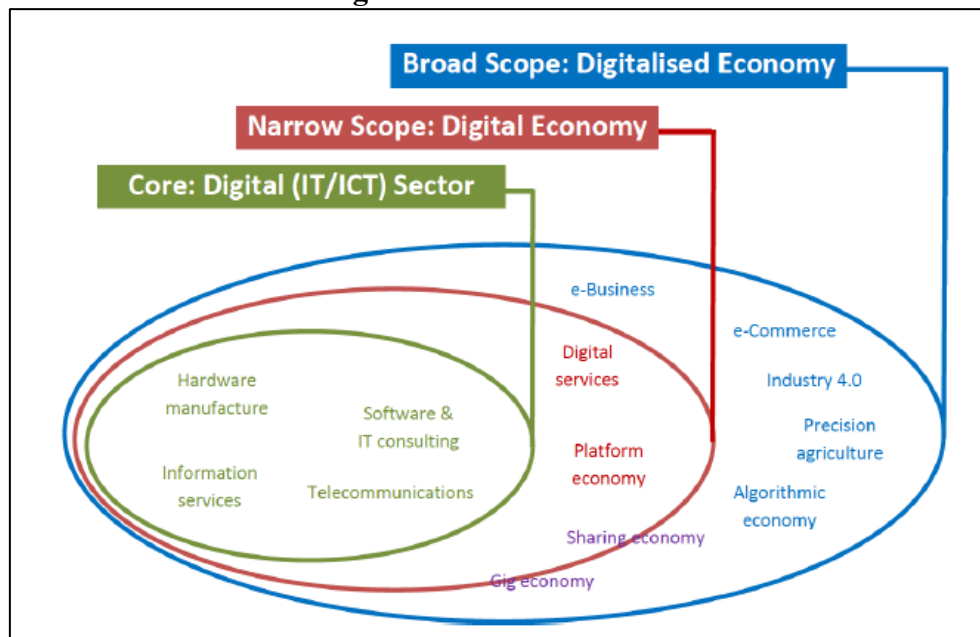 Broad Scope: Digitalised Economy
Narrow Scope: Digital Economy
Core: Digital (IT/ICT) Sector
e-Business
e-Commerce
Digital
services
Industry 4.0
Hardware
manufacture
Software &
IT consulting
Precision
agriculture
Platform
economy
Information
services
Telecommunications
Algorithmic
economy
Sharing economy
Gig economy